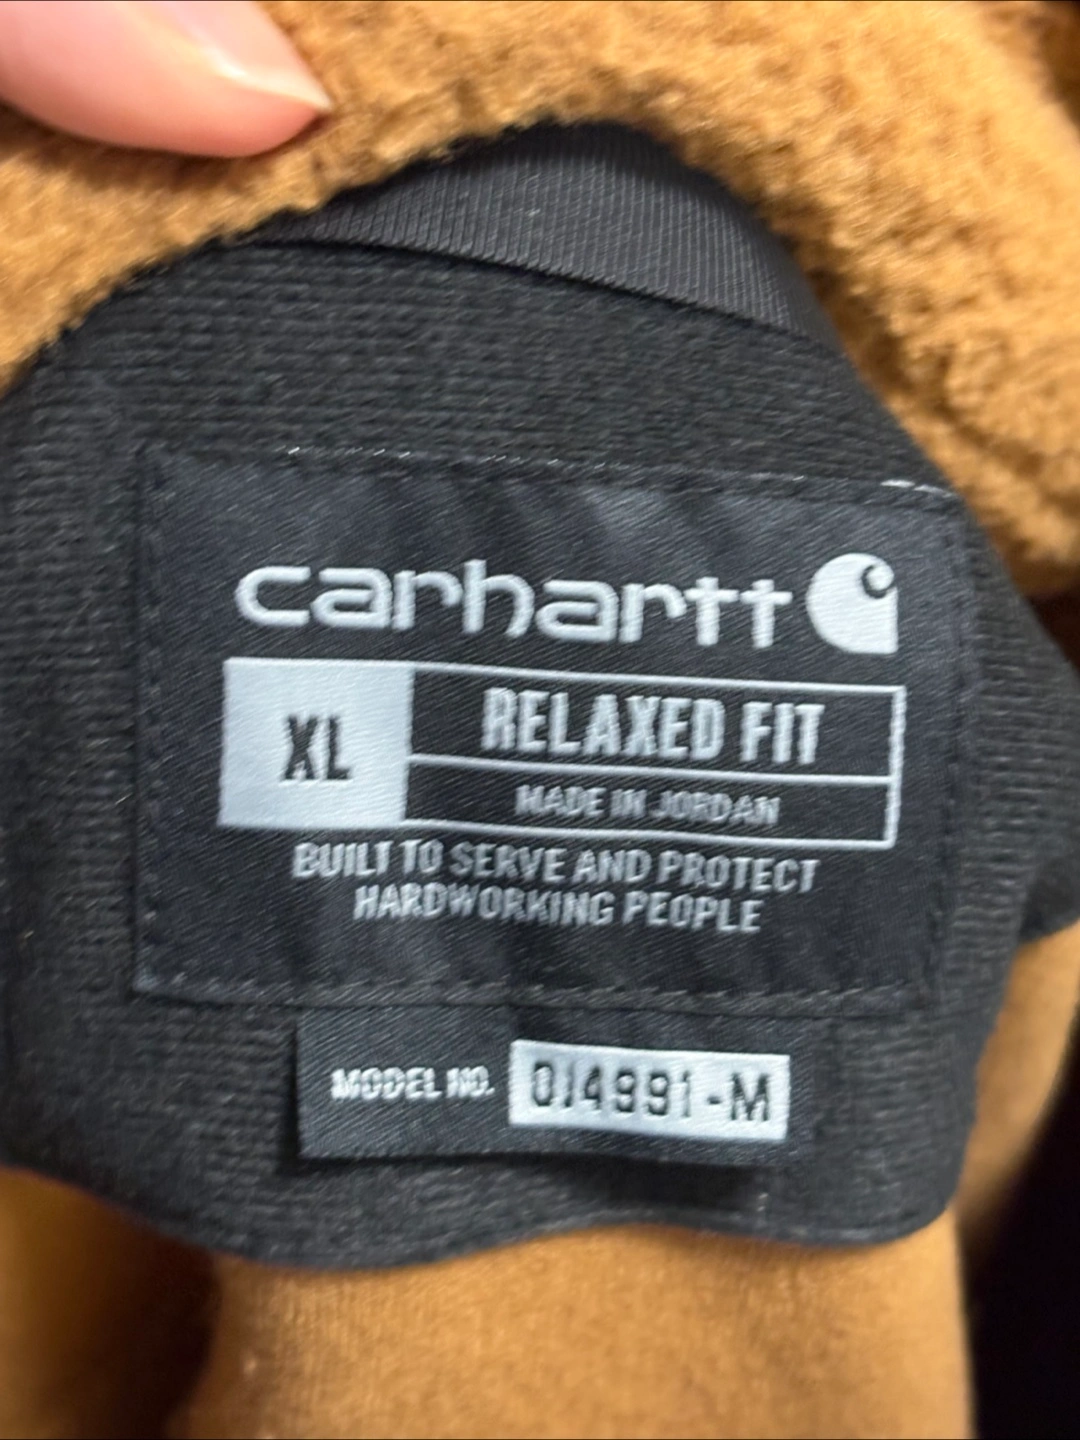 carhartt
XL
RELAXED FIT
MADE IN JORDAN
BUILT TO SERVE AND PROTECT
HARDWORKING PEOPLE
MODEL NO. OJ4991-M